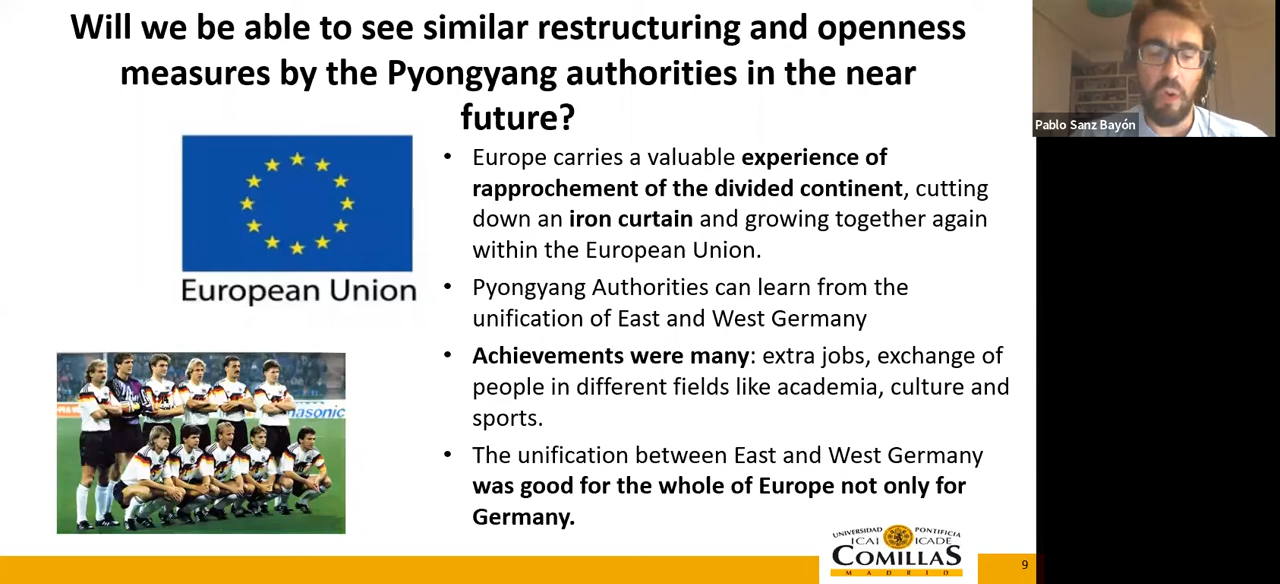 Will we be able to see similar restructuring and openness
measures by the Pyongyang authorities in the near
future?
Pablo Sanz Bayón
European Union
• Europe carries a valuable experience of
rapprochement of the divided continent, cutting
down an iron curtain and growing together again
within the European Union.
• Pyongyang Authorities can learn from the
unification of East and West Germany
• Achievements were many: extra jobs, exchange of
people in different fields like academia, culture and
sports.
• The unification between East and West Germany
was good for the whole of Europe not only for
Germany.
nasonic
UNIVERSIDAD PONTIFICIA
ICAI ICADE
COMILLAS
MADRID
9